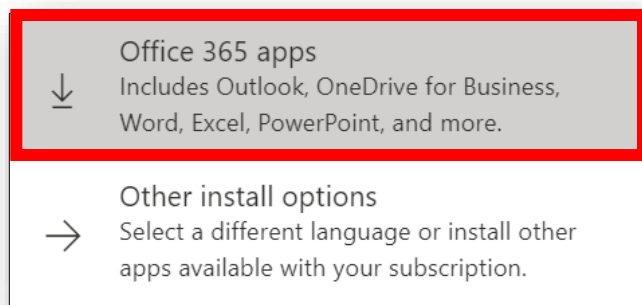 Office 365 apps
Includes Outlook, OneDrive for Business,
Word, Excel, PowerPoint, and more.
Other install options
Select a different language or install other
apps available with your subscription.